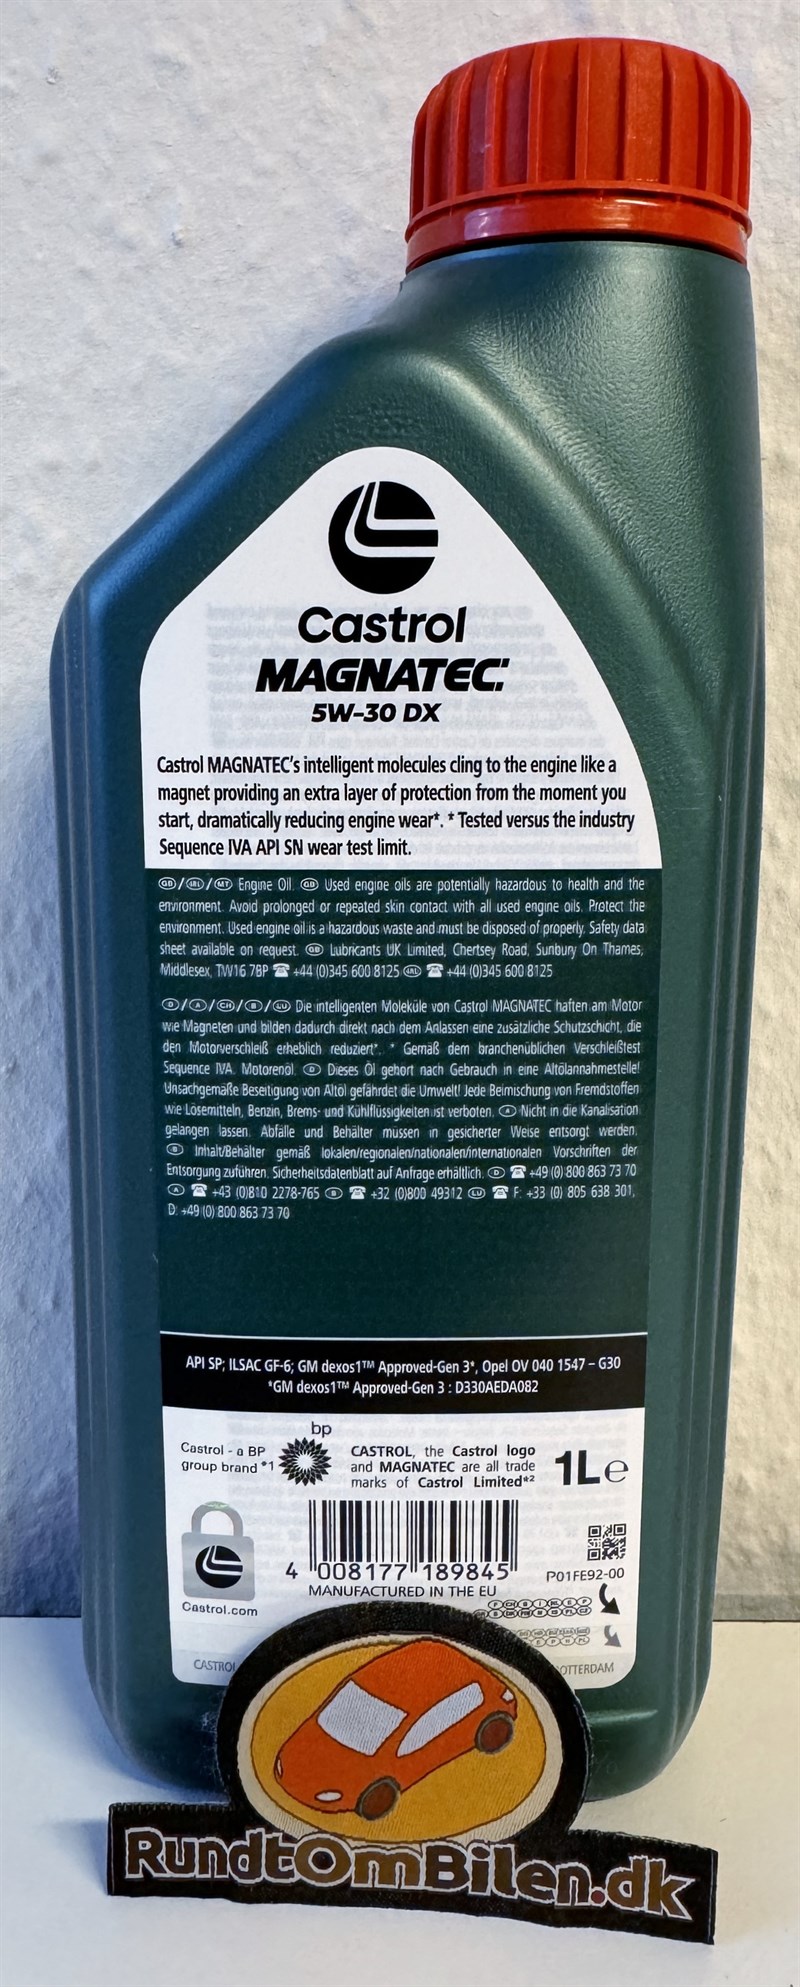 Castrol
MAGNATEC
5W-30 DX
Castrol MAGNATEC's intelligent molecules cling to the engine like a
magnet providing an extra layer of protection from the moment you
start, dramatically reducing engine wear*. * Tested versus the industry
Sequence IVA API SN wear test limit.
GB/IRL/MT Engine Oil. GB Used engine oils are potentially hazardous to health and the
environment. Avoid prolonged or repeated skin contact with all used engine oils. Protect the
environment. Used engine oil is a hazardous waste and must be disposed of properly. Safety data
sheet available on request. GB Lubricants UK Limited, Chertsey Road, Sunbury On Thames,
Middlesex, TW16 7BP ☎ +44 (0)345 600 8125 IRL ☎ +44 (0)345 600 8125
D/A/CH/B/LU Die intelligenten Moleküle von Castrol MAGNATEC haften am Motor
wie Magneten und bilden dadurch direkt nach dem Anlassen eine zusätzliche Schutzschicht, die
den Motorverschleiß erheblich reduziert*. * Gemäß dem branchenüblichen Verschleißtest
Sequence IVA. Motorenöl. D Dieses Öl gehört nach Gebrauch in eine Altölannahmestelle!
Unsachgemäße Beseitigung von Altöl gefährdet die Umwelt! Jede Beimischung von Fremdstoffen
wie Lösemitteln, Benzin, Brems- und Kühlflüssigkeiten ist verboten. A Nicht in die Kanalisation
gelangen lassen. Abfälle und Behälter müssen in gesicherter Weise entsorgt werden.
B Inhalt/Behälter gemäß lokalen/regionalen/nationalen/internationalen Vorschriften der
Entsorgung zuführen. Sicherheitsdatenblatt auf Anfrage erhältlich. D ☎ +49 (0) 800 863 73 70
A ☎ +43 (0)810 2278-765 B ☎ +32 (0)800 49312 LU ☎ F: +33 (0) 805 638 301,
D: +49 (0) 800 863 73 70
API SP; ILSAC GF-6; GM dexos1™ Approved-Gen 3*, Opel OV 040 1547 – G30
*GM dexos1™ Approved-Gen 3 : D330AEDA082
bp
Castrol - a BP
group brand *1
CASTROL, the Castrol logo
and MAGNATEC are all trade
marks of Castrol Limited*2
1L e
4 008177 189845
P01FE92-00
MANUFACTURED IN THE EU
Castrol.com
CASTROL
OTTERDAM
RundtOmBilen.dk